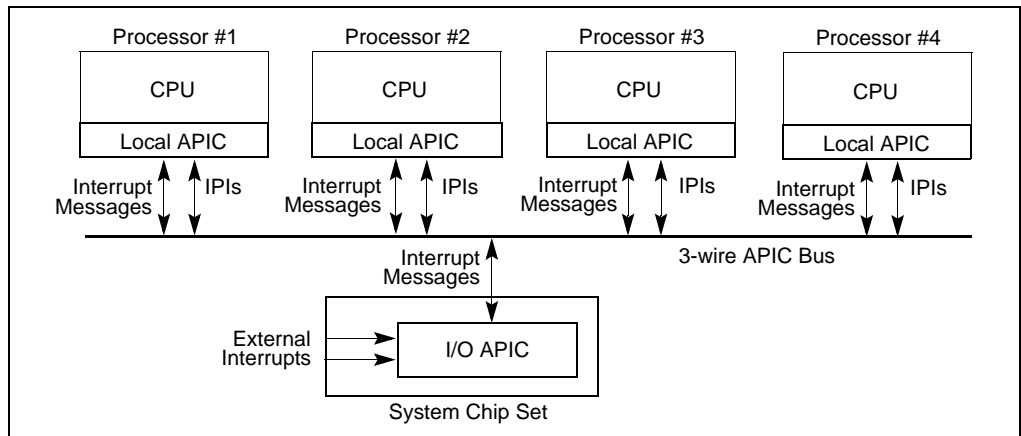 Processor #1
Processor #2
Processor #3
Processor #4
CPU
CPU
CPU
CPU
Local APIC
Local APIC
Local APIC
Local APIC
Interrupt
Messages
IPIs
Interrupt
Messages
IPIs
Interrupt
Messages
IPIs
Interrupt
Messages
IPIs
Interrupt
Messages
3-wire APIC Bus
External
Interrupts
I/O APIC
System Chip Set